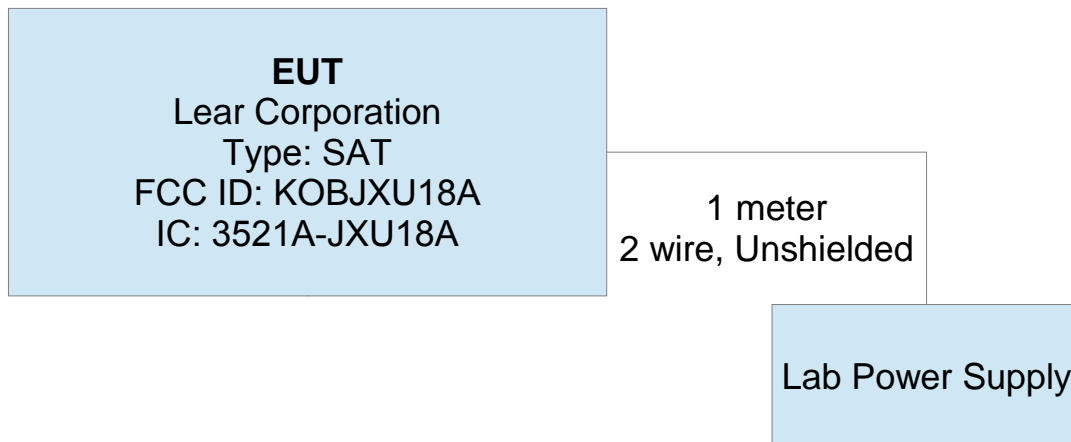 EUT
Lear Corporation
Type: SAT
FCC ID: KOBJXU18A
IC: 3521A-JXU18A
1 meter
2 wire, Unshielded
Lab Power Supply